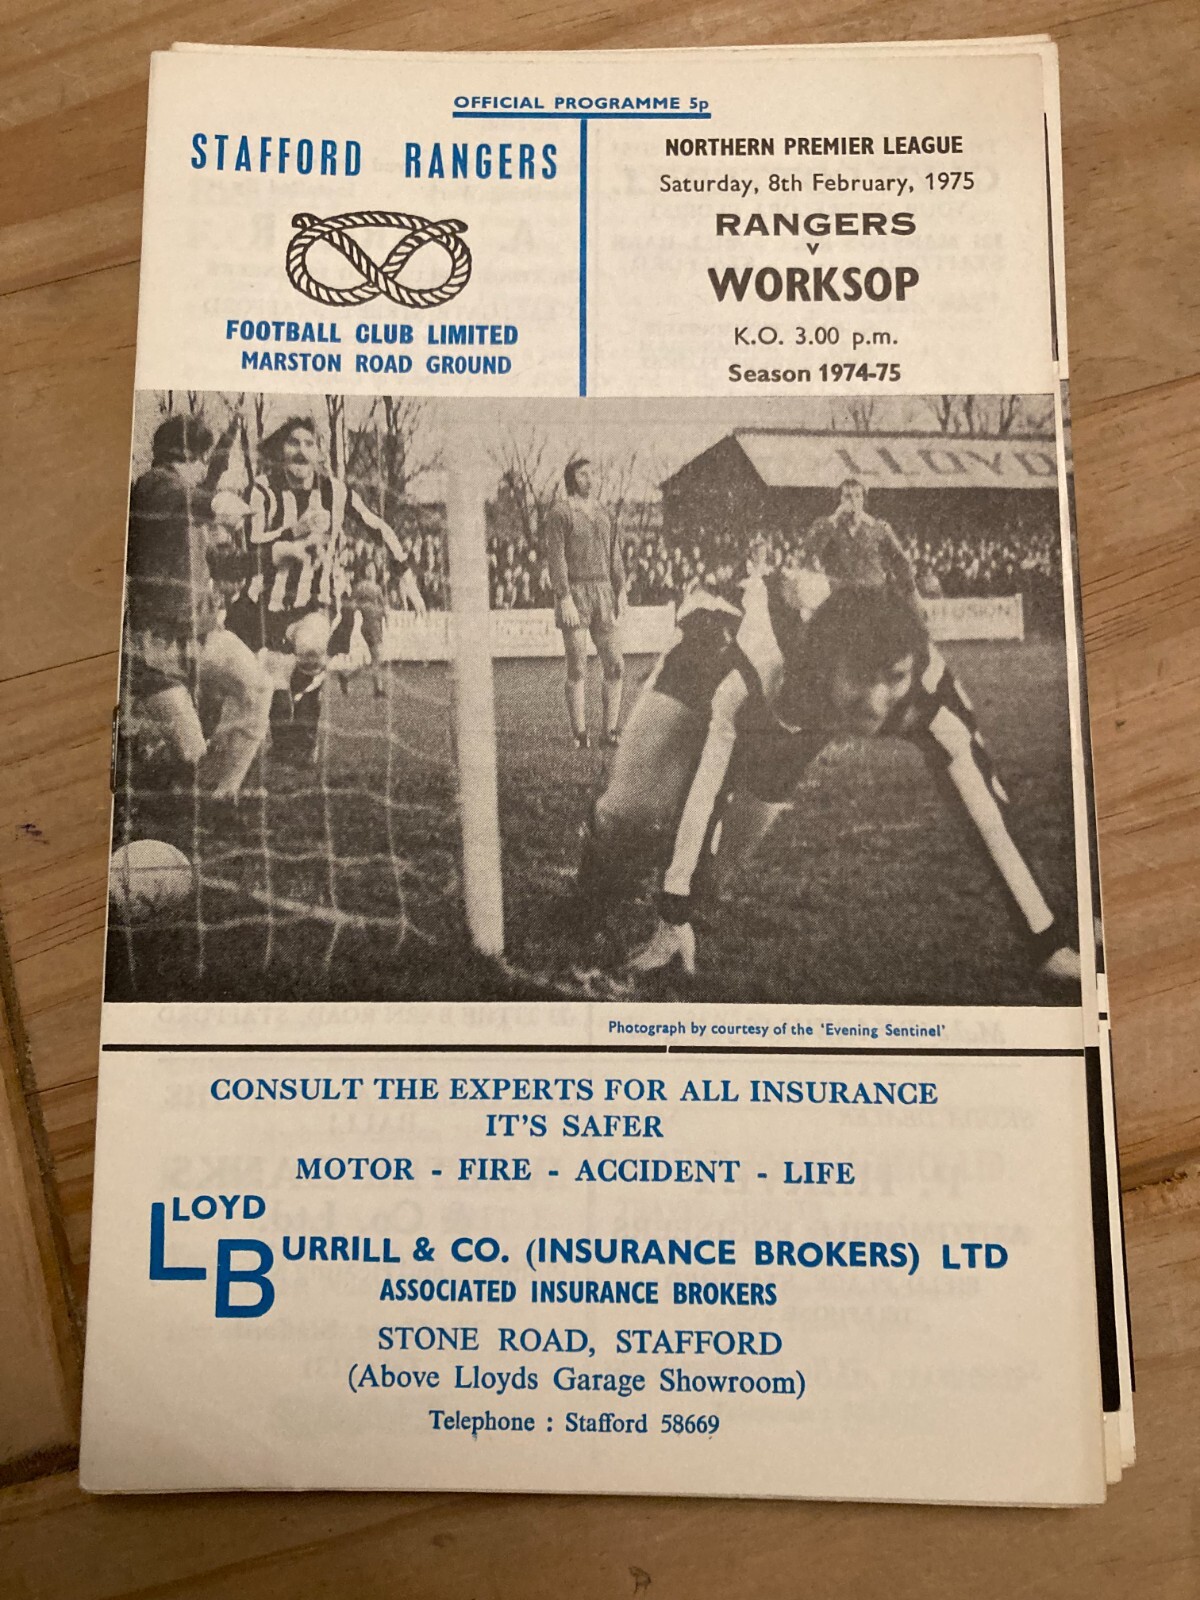 OFFICIAL PROGRAMME 5p
STAFFORD RANGERS
FOOTBALL CLUB LIMITED
MARSTON ROAD GROUND
NORTHERN PREMIER LEAGUE
Saturday, 8th February, 1975
RANGERS
v
WORKSOP
K.O. 3.00 p.m.
Season 1974-75
LLOYD
Photograph by courtesy of the 'Evening Sentinel'
CONSULT THE EXPERTS FOR ALL INSURANCE
IT'S SAFER
MOTOR - FIRE - ACCIDENT - LIFE
LLOYD
BURRILL & CO. (INSURANCE BROKERS) LTD
ASSOCIATED INSURANCE BROKERS
STONE ROAD, STAFFORD
(Above Lloyds Garage Showroom)
Telephone : Stafford 58669